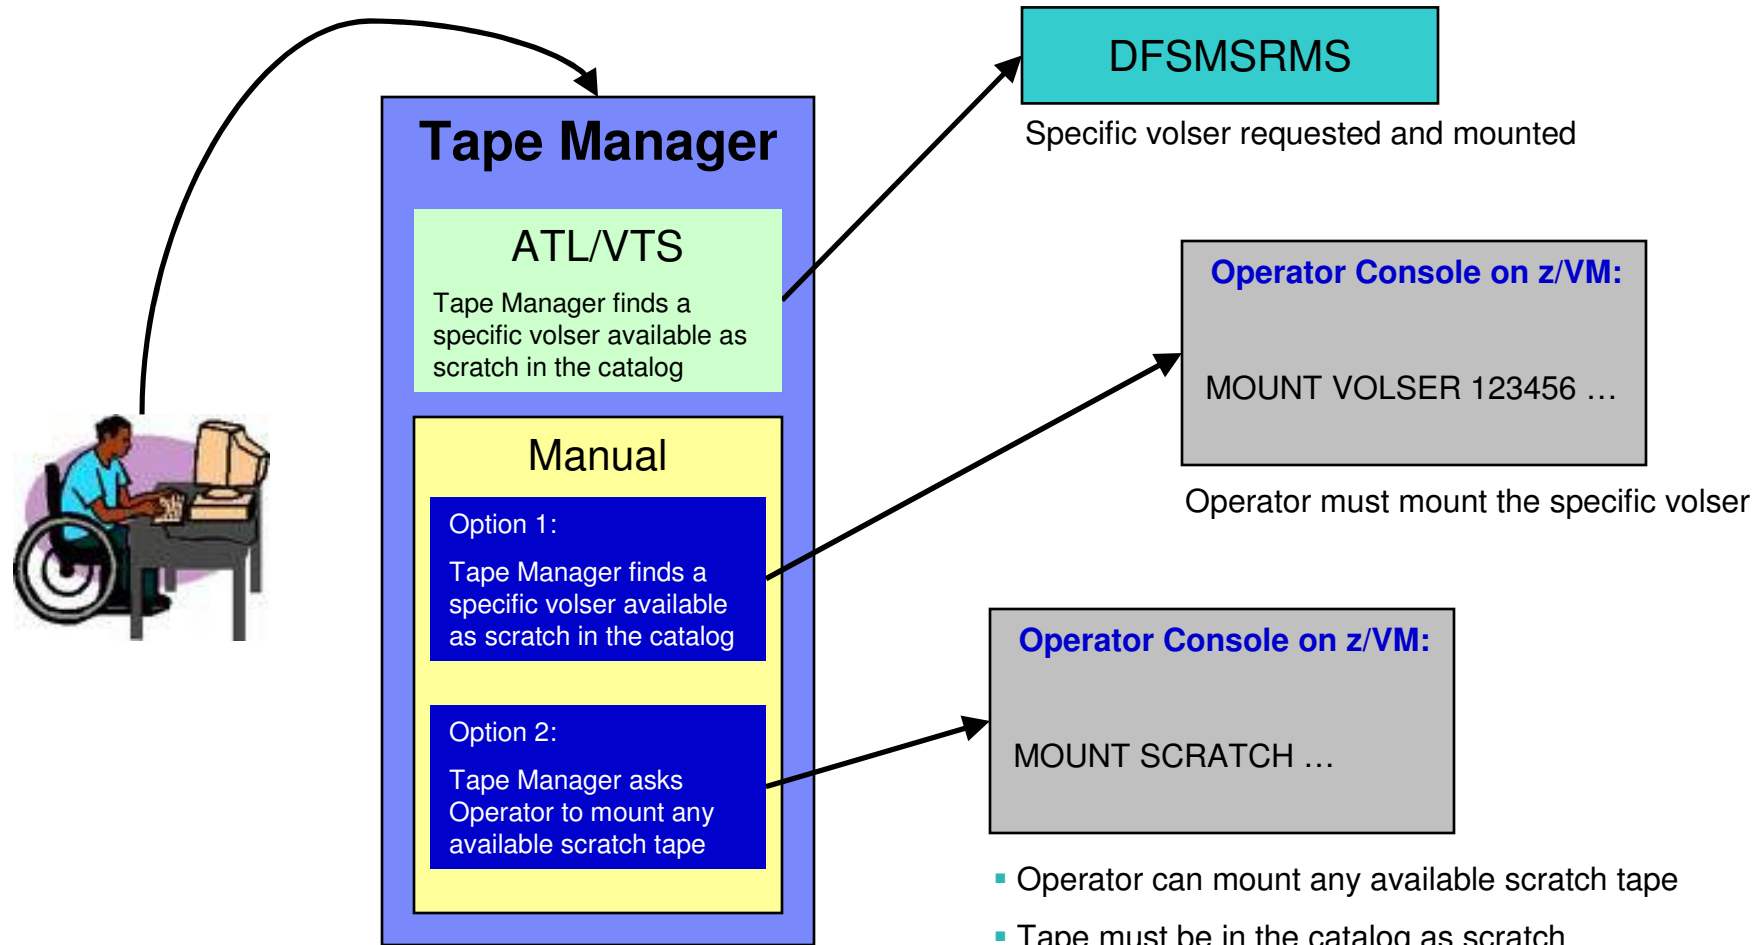 Tape Manager
ATL/VTS
Tape Manager finds a
specific volser available as
scratch in the catalog
Manual
Option 1:
Tape Manager finds a
specific volser available
as scratch in the catalog
Option 2:
Tape Manager asks
Operator to mount any
available scratch tape
DFSMSRMS
Specific volser requested and mounted
Operator Console on z/VM:
MOUNT VOLSER 123456 …
Operator must mount the specific volser
Operator Console on z/VM:
MOUNT SCRATCH …
▪ Operator can mount any available scratch tape
▪ Tape must be in the catalog as scratch